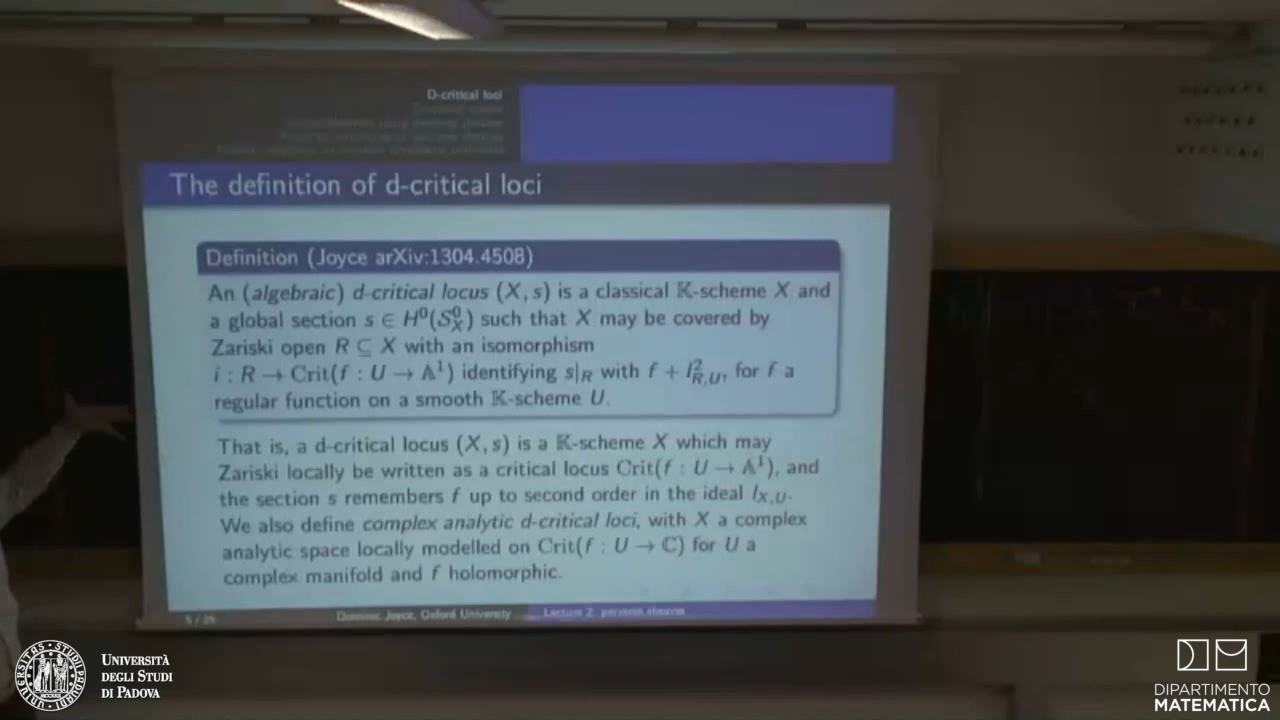 D-critical loci
The definition of d-critical loci
Definition (Joyce arXiv:1304.4508)
An (algebraic) d-critical locus (X, s) is a classical 𝕂-scheme X and
a global section s ∈ H⁰(S⁰_X) such that X may be covered by
Zariski open R ⊆ X with an isomorphism
i : R → Crit(f : U → 𝔸¹) identifying s|_R with f + I²_{R,U}, for f a
regular function on a smooth 𝕂-scheme U.
That is, a d-critical locus (X, s) is a 𝕂-scheme X which may
Zariski locally be written as a critical locus Crit(f : U → 𝔸¹), and
the section s remembers f up to second order in the ideal I_{X,U}.
We also define complex analytic d-critical loci, with X a complex
analytic space locally modelled on Crit(f : U → ℂ) for U a
complex manifold and f holomorphic.
Dominic Joyce, Oxford University Lecture 2: perverse sheaves
UNIVERSITÀ
DEGLI STUDI
DI PADOVA
DIPARTIMENTO
MATEMATICA